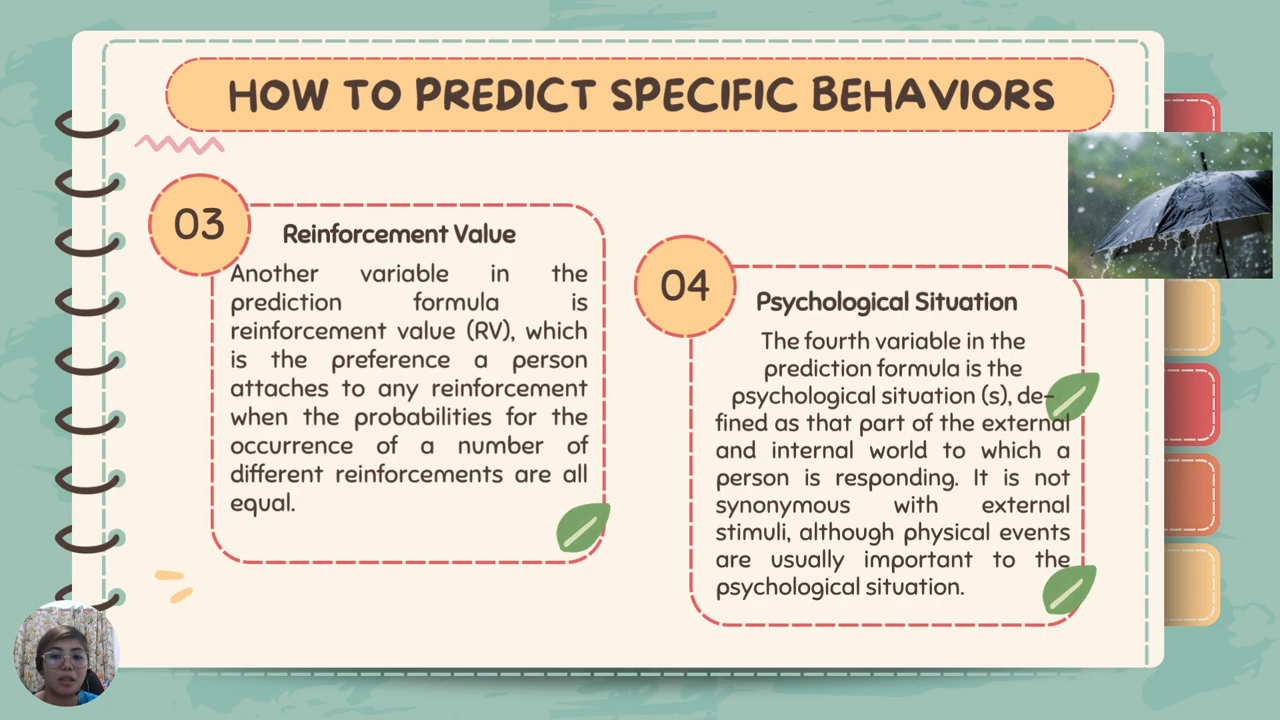 HOW TO PREDICT SPECIFIC BEHAVIORS
03
Reinforcement Value
Another variable in the
prediction formula is
reinforcement value (RV), which
is the preference a person
attaches to any reinforcement
when the probabilities for the
occurrence of a number of
different reinforcements are all
equal.
04
Psychological Situation
The fourth variable in the
prediction formula is the
psychological situation (s), de-
fined as that part of the external
and internal world to which a
person is responding. It is not
synonymous with external
stimuli, although physical events
are usually important to the
psychological situation.